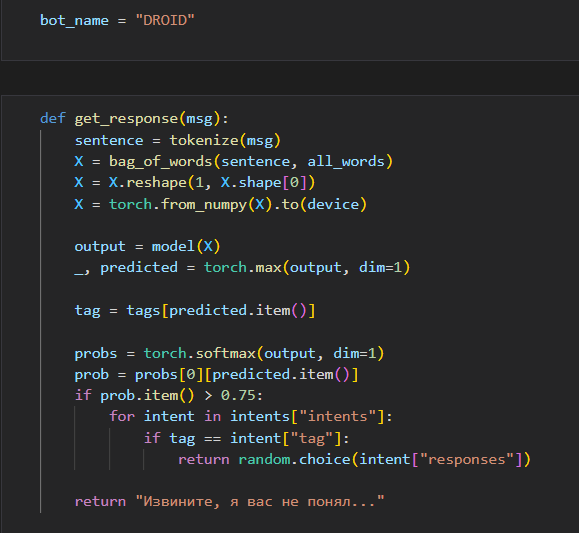 bot_name = "DROID"
def get_response(msg):
    sentence = tokenize(msg)
    X = bag_of_words(sentence, all_words)
    X = X.reshape(1, X.shape[0])
    X = torch.from_numpy(X).to(device)
    output = model(X)
    _, predicted = torch.max(output, dim=1)
    tag = tags[predicted.item()]
    probs = torch.softmax(output, dim=1)
    prob = probs[0][predicted.item()]
    if prob.item() > 0.75:
        for intent in intents["intents"]:
            if tag == intent["tag"]:
                return random.choice(intent["responses"])
    return "Извините, я вас не понял..."